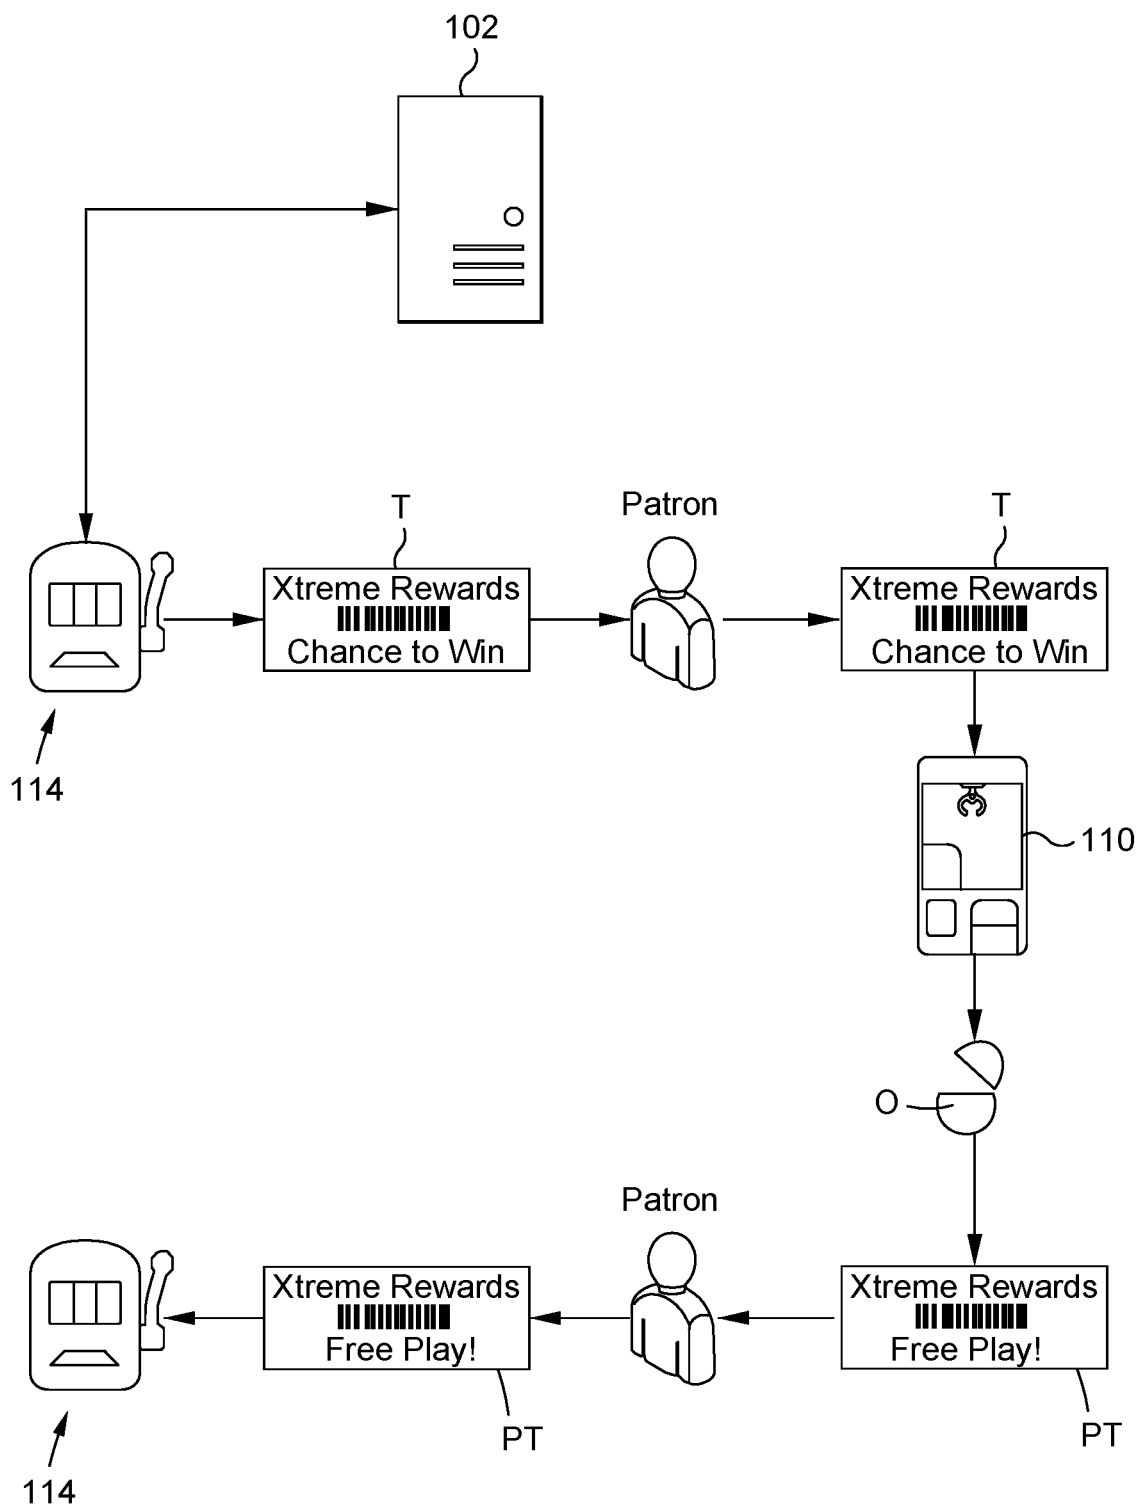 102
T
Patron
T
Xtreme Rewards
Chance to Win
Xtreme Rewards
Chance to Win
114
110
O
Patron
Xtreme Rewards
Free Play!
Xtreme Rewards
Free Play!
PT
PT
114